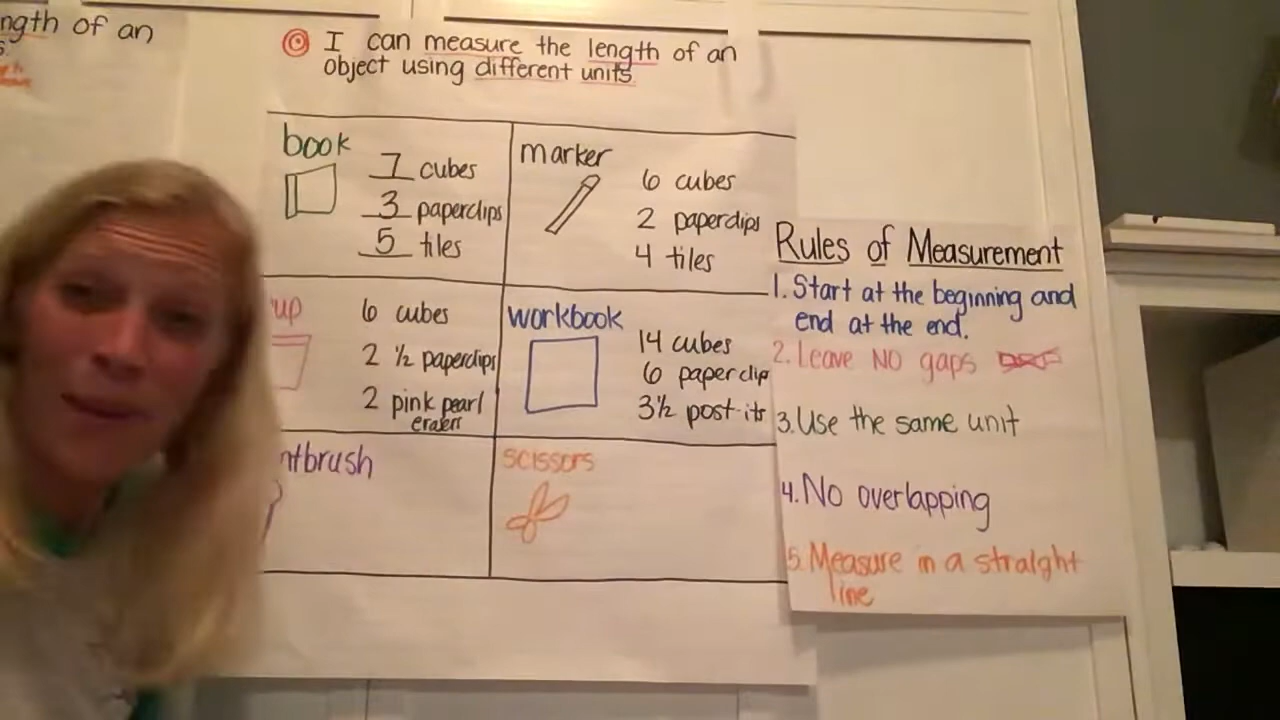 ngth of an
I can measure the length of an
object using different units.
book
7 cubes
3 paperclips
5 tiles
marker
6 cubes
2 paperclips
4 tiles
up
6 cubes
2 ½ paperclips
2 pink pearl
erasers
workbook
14 cubes
6 paperclip
3½ post-its
ntbrush
scissors
Rules of Measurement
1. Start at the beginning and
end at the end.
2. Leave NO gaps
3. Use the same unit
4. No overlapping
5. Measure in a straight
line